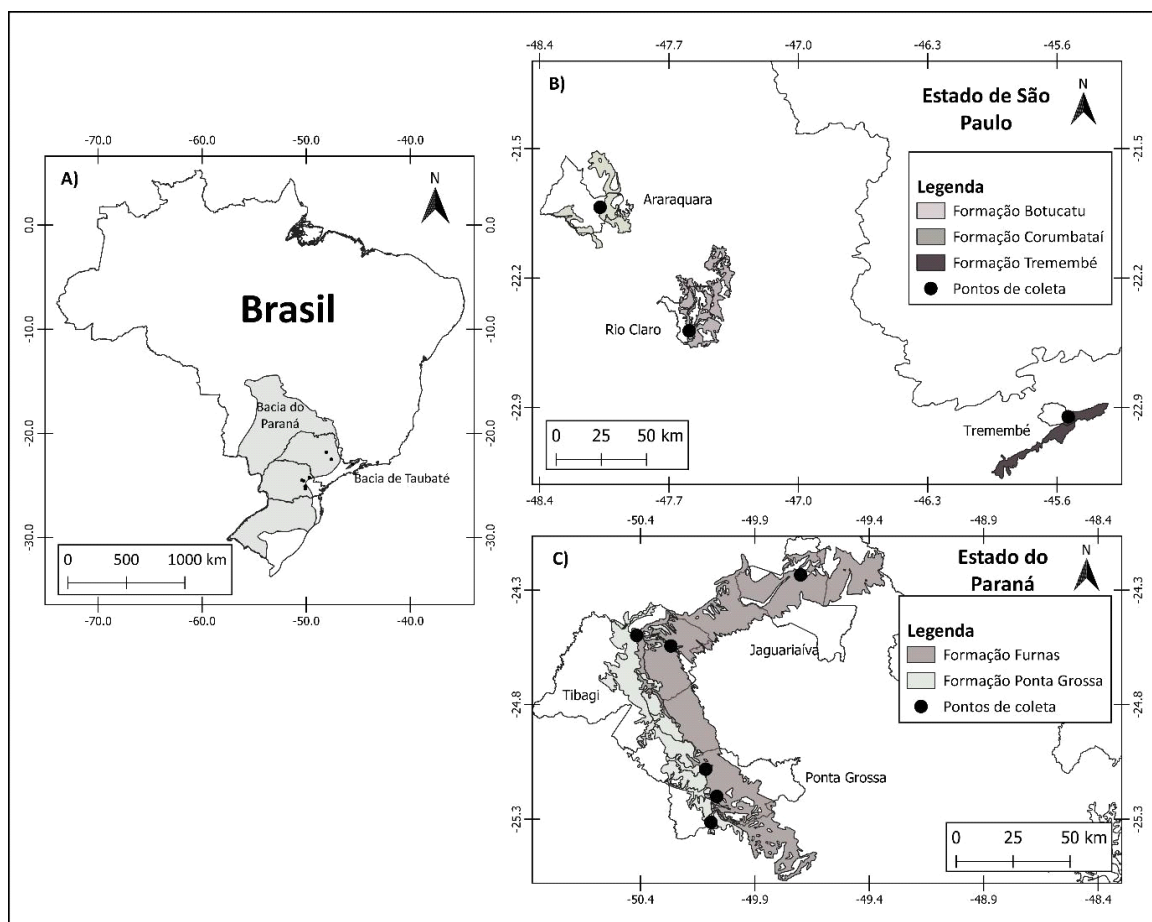 A)
N
-70.0
-60.0
-50.0
-40.0
0.0
-10.0
-20.0
-30.0
0.0
-10.0
-20.0
-30.0
Brasil
Bacia do
Paraná
Bacia de Taubaté
0 500 1000 km
-70.0 -60.0 -50.0 -40.0
-48.4 -47.7 -47.0 -46.3 -45.6
B)
Estado de São
Paulo
N
-21.5
-22.2
-22.9
-21.5
-22.2
-22.9
Legenda
Formação Botucatu
Formação Corumbataí
Formação Tremembé
Pontos de coleta
Araraquara
Rio Claro
Tremembé
0 25 50 km
-48.4 -47.7 -47.0 -46.3 -45.6
-50.4 -49.9 -49.4 -48.9 -48.4
C)
Estado do
Paraná
N
-24.3
-24.8
-25.3
-24.3
-24.8
-25.3
Legenda
Formação Furnas
Formação Ponta Grossa
Pontos de coleta
Jaguariaíva
Tibagi
Ponta Grossa
0 25 50 km
-50.4 -49.9 -49.4 -48.9 -48.4